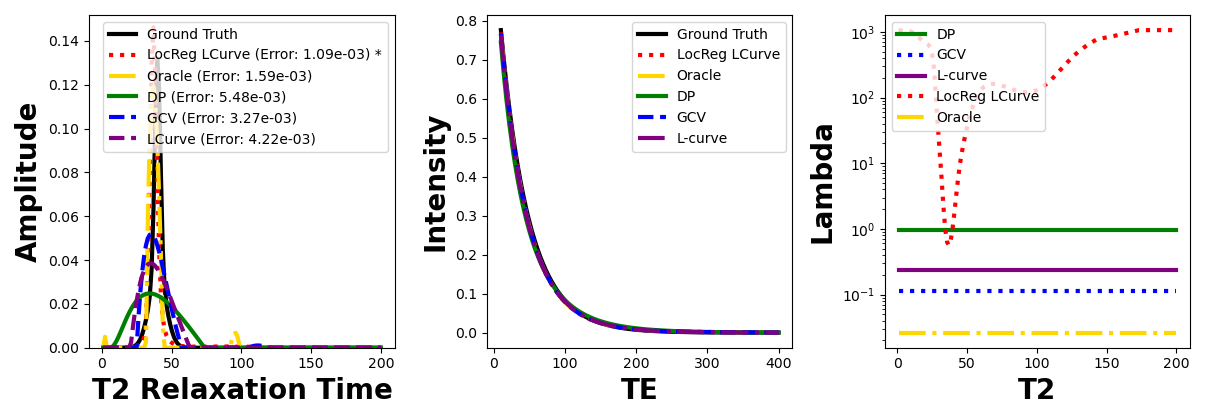 Amplitude
0.14
0.12
0.10
0.08
0.06
0.04
0.02
0.00
Ground Truth
LocReg LCurve (Error: 1.09e-03) *
Oracle (Error: 1.59e-03)
DP (Error: 5.48e-03)
GCV (Error: 3.27e-03)
LCurve (Error: 4.22e-03)
0 50 100 150 200
T2 Relaxation Time
Intensity
0.8
0.7
0.6
0.5
0.4
0.3
0.2
0.1
0.0
Ground Truth
LocReg LCurve
Oracle
DP
GCV
L-curve
0 100 200 300 400
TE
Lambda
10³
10²
10¹
10⁰
10⁻¹
DP
GCV
L-curve
LocReg LCurve
Oracle
0 50 100 150 200
T2